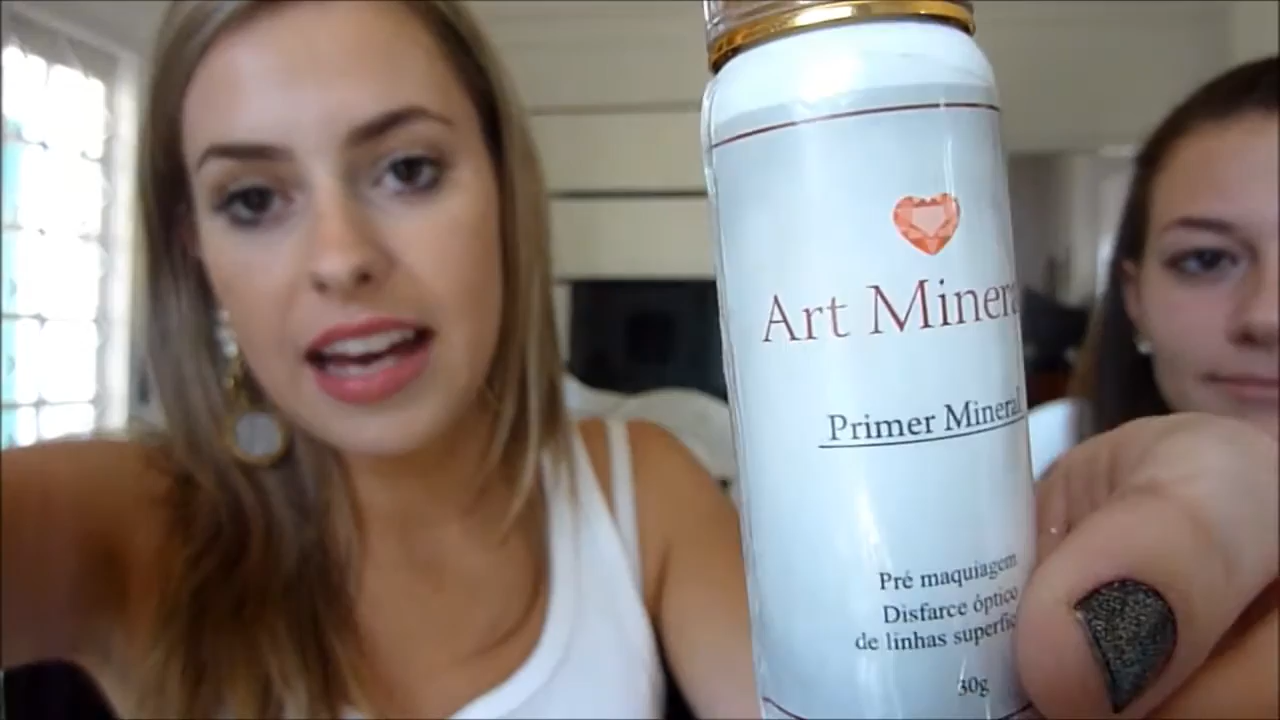 Art Minera
Primer Mineral
Pré maquiagem
Disfarce óptico
de linhas superfic
30g